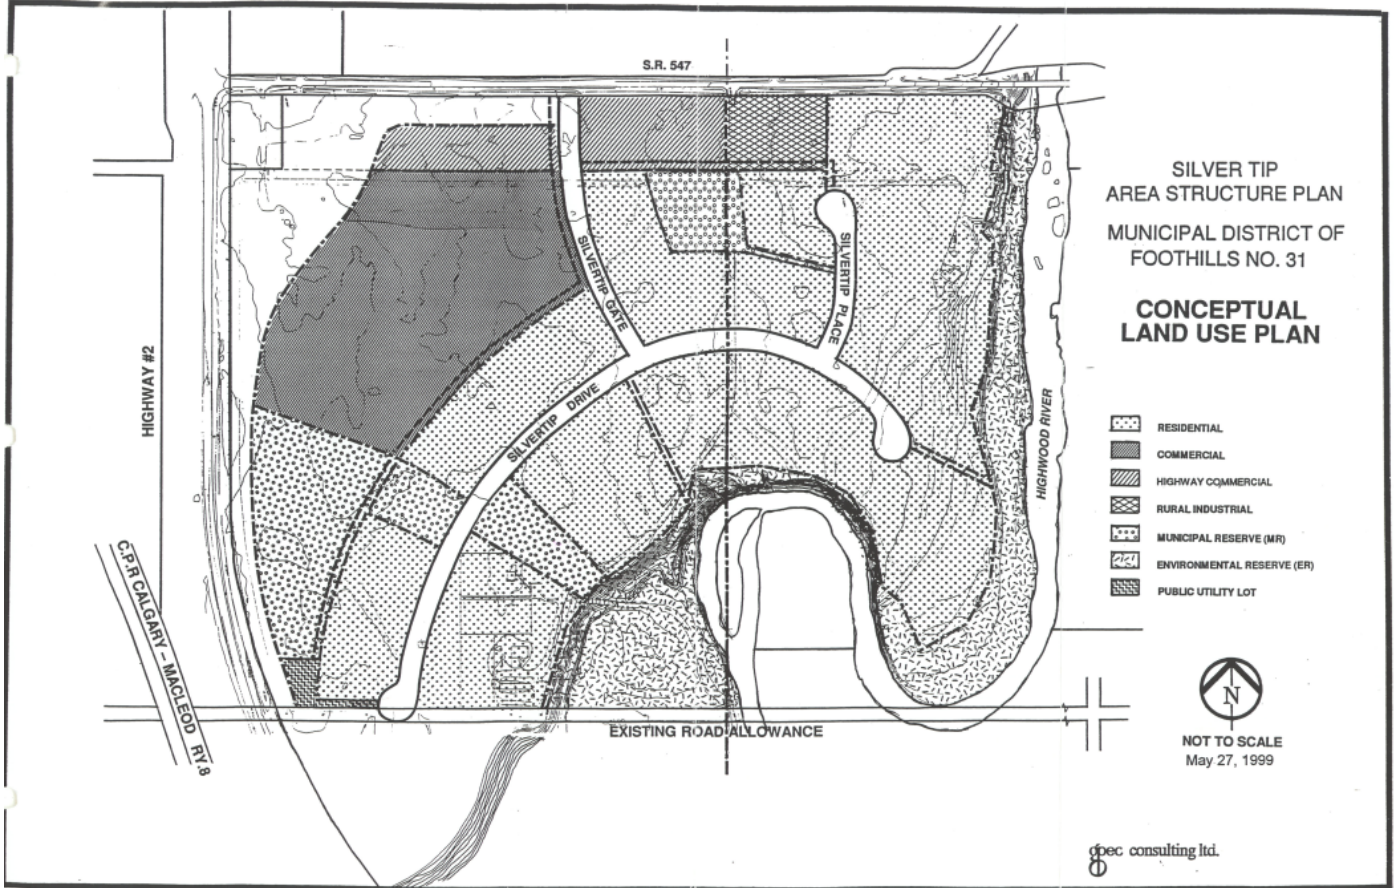 S.R. 547
SILVER TIP
AREA STRUCTURE PLAN
MUNICIPAL DISTRICT OF
FOOTHILLS NO. 31
CONCEPTUAL
LAND USE PLAN
SILVERTIP GATE
SILVERTIP PLACE
SILVERTIP DRIVE
HIGHWAY #2
HIGHWOOD RIVER
C.P.R CALGARY - MACLEOD RY.8
EXISTING ROAD ALLOWANCE
RESIDENTIAL
COMMERCIAL
HIGHWAY COMMERCIAL
RURAL INDUSTRIAL
MUNICIPAL RESERVE (MR)
ENVIRONMENTAL RESERVE (ER)
PUBLIC UTILITY LOT
N
NOT TO SCALE
May 27, 1999
gpec consulting ltd.